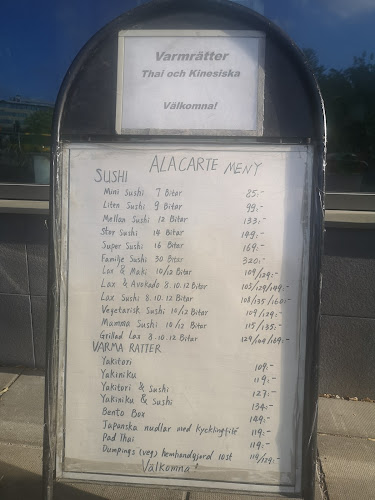 Varmrätter
Thai och Kinesiska
Välkomna!
ALACARTE MENY
SUSHI
Mini Sushi 7 Bitar 85:-
Liten Sushi 9 Bitar 99:-
Mellan Sushi 12 Bitar 133:-
Stor Sushi 14 Bitar 149:-
Super Sushi 16 Bitar 169:-
Familje Sushi 30 Bitar 320:-
Lax & Maki 10/12 Bitar 109/129:-
Lax & Avokado 8.10.12 Bitar 105/129/149:-
Lax Sushi 8.10.12 Bitar 108/135/160:-
Vegetarisk Sushi 10/12 Bitar 109/129:-
Mamma Sushi 10/12 Bitar 115/135:-
Grillad Lax 8.10.12 Bitar 129/149/169:-
VARMA RÄTTER
Yakitori 109:-
Yakiniku 119:-
Yakitori & Sushi 127:-
Yakiniku & Sushi 134:-
Bento Box 149:-
Japanska nudlar med Kycklingfilé 119:-
Pad Thai 119:-
Dumpings (veg) hemhandgjord 10st 119/129:-
Välkomna!